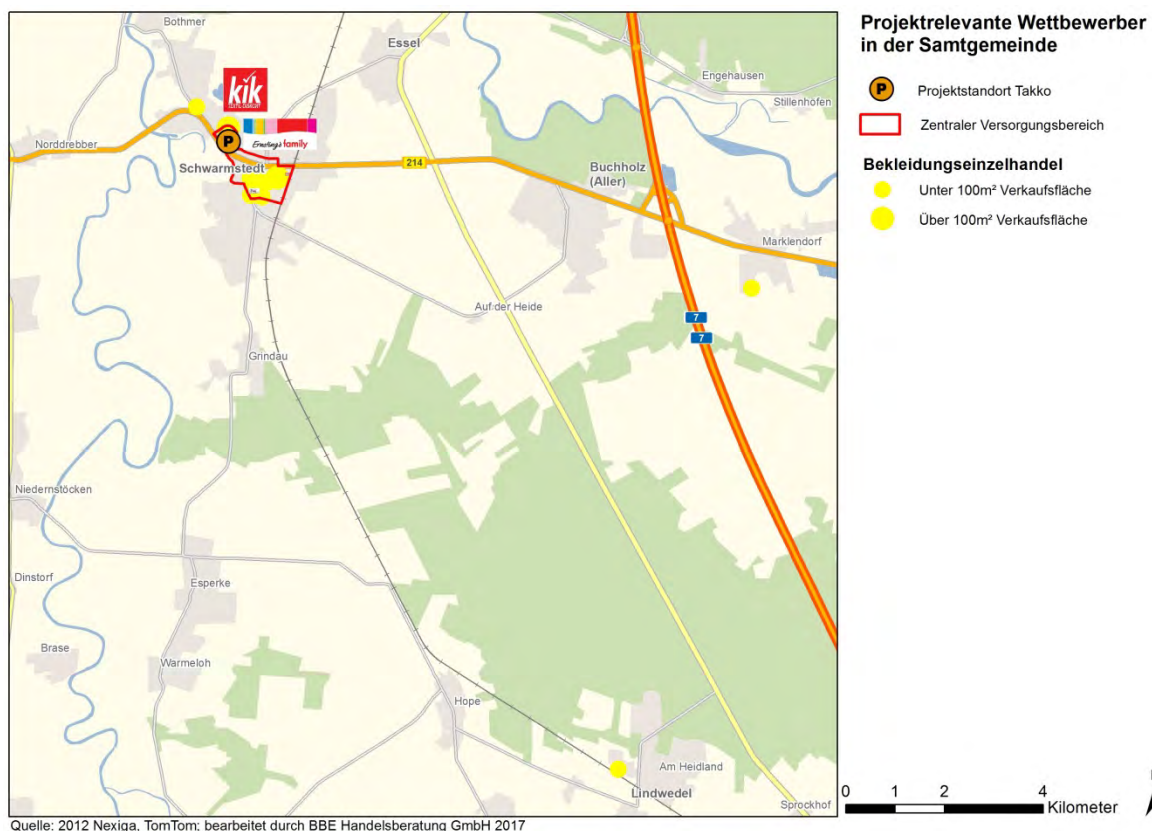 Bothmer
Essel
Engehausen
Stillenhofen
kik
Ernsting's family
Norddrebber
P
Schwarmstedt
214
Buchholz
(Aller)
Marklendorf
Auf der Heide
7
7
Grindau
Niedernstöcken
Dinstorf
Esperke
Brase
Warmeloh
Hope
Am Heidland
Lindwedel
Sprockhof
Quelle: 2012 Nexiga, TomTom; bearbeitet durch BBE Handelsberatung GmbH 2017
Projektrelevante Wettbewerber
in der Samtgemeinde
P Projektstandort Takko
Zentraler Versorgungsbereich
Bekleidungseinzelhandel
Unter 100m² Verkaufsfläche
Über 100m² Verkaufsfläche
0 1 2 4
Kilometer